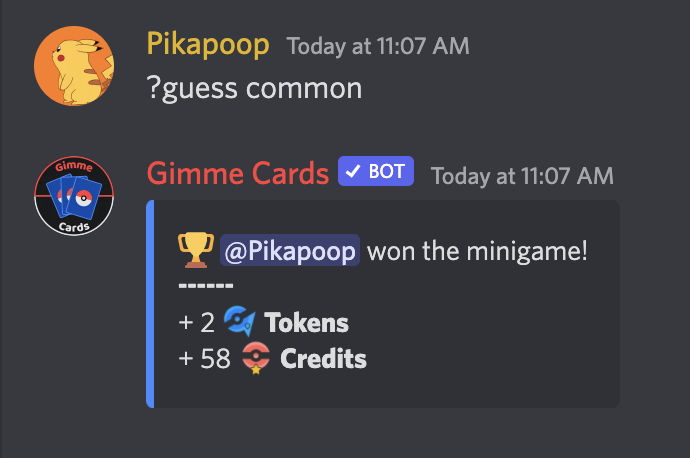 Pikapoop Today at 11:07 AM
?guess common
Gimme
Cards
Gimme Cards BOT Today at 11:07 AM
@Pikapoop won the minigame!
------
+ 2 Tokens
+ 58 Credits